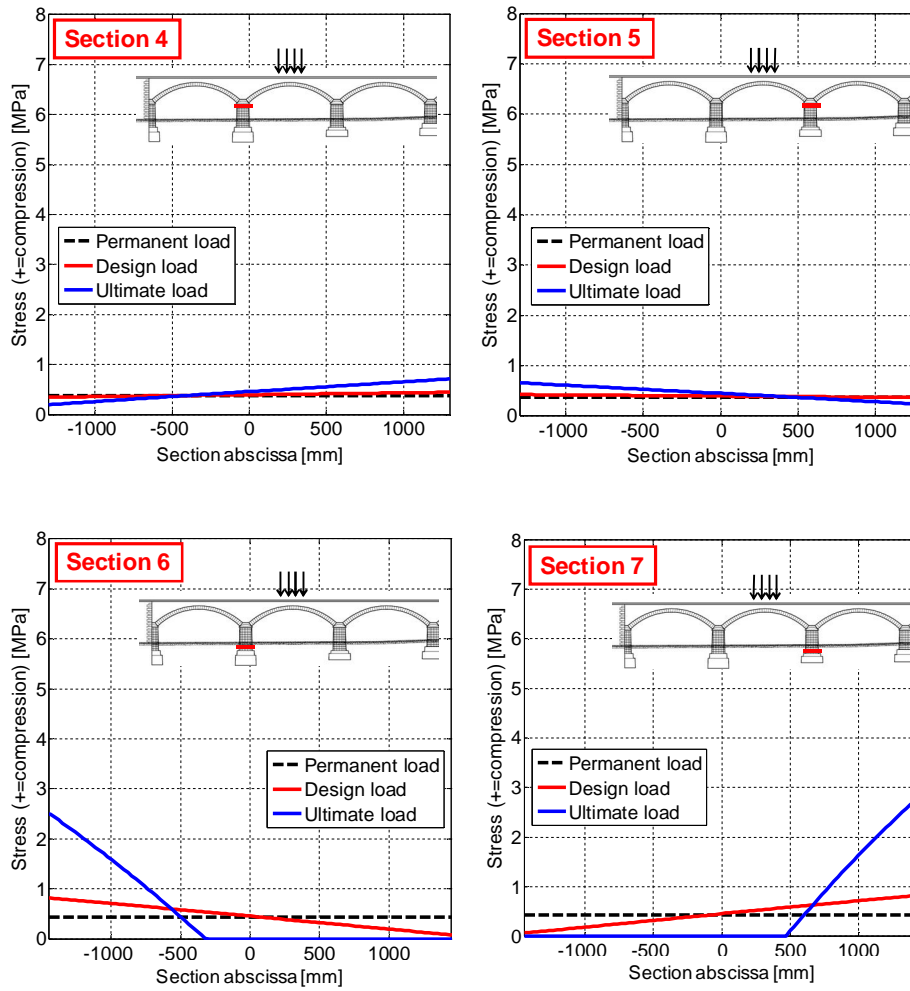 Section 4
8
7
6
5
4
3
2
1
0
Stress (+=compression) [MPa]
Permanent load
Design load
Ultimate load
-1000 -500 0 500 1000
Section abscissa [mm]
Section 5
8
7
6
5
4
3
2
1
0
Stress (+=compression) [MPa]
Permanent load
Design load
Ultimate load
-1000 -500 0 500 1000
Section abscissa [mm]
Section 6
8
7
6
5
4
3
2
1
0
Stress (+=compression) [MPa]
Permanent load
Design load
Ultimate load
-1000 -500 0 500 1000
Section abscissa [mm]
Section 7
8
7
6
5
4
3
2
1
0
Stress (+=compression) [MPa]
Permanent load
Design load
Ultimate load
-1000 -500 0 500 1000
Section abscissa [mm]